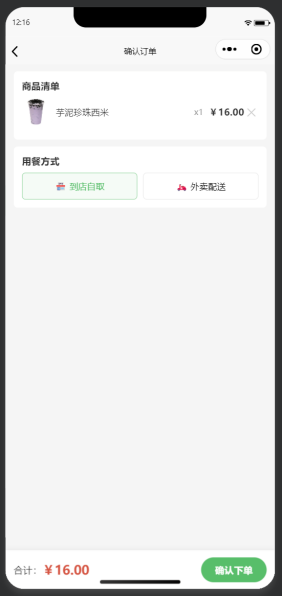 12:16
确认订单
商品清单
芋泥珍珠西米
x1 ￥16.00
用餐方式
到店自取
外卖配送
合计：￥16.00
确认下单